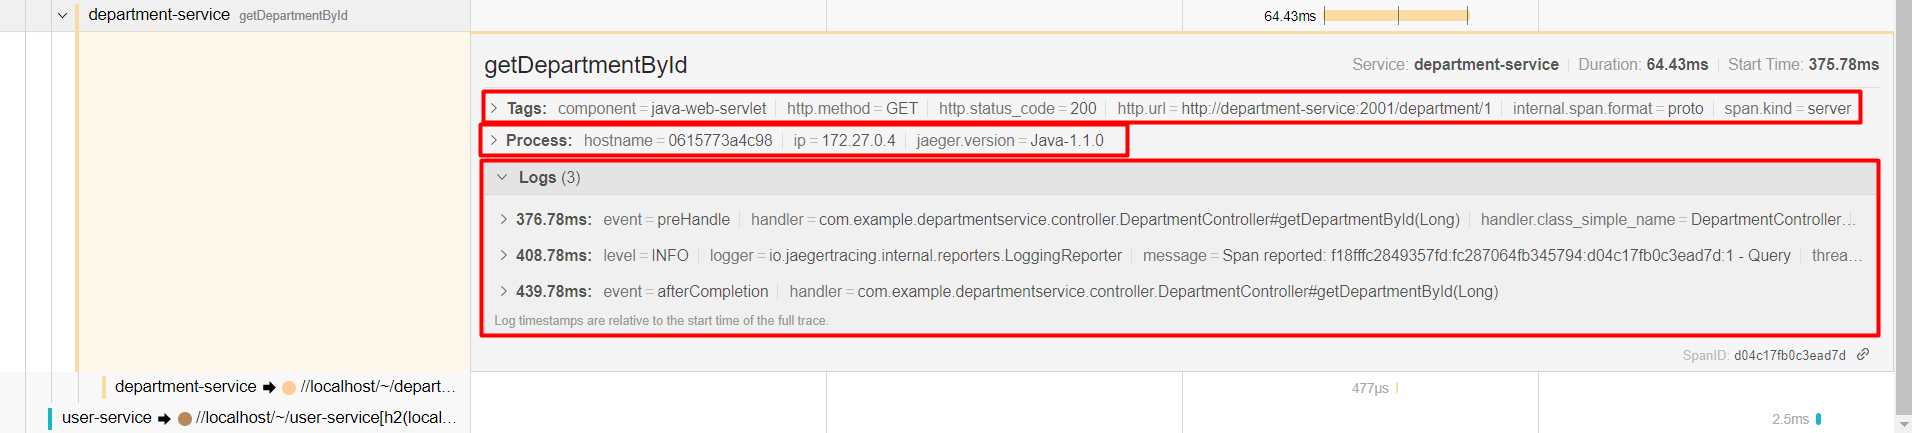 department-service getDepartmentById 64.43ms
getDepartmentById Service: department-service Duration: 64.43ms Start Time: 375.78ms
Tags: component = java-web-servlet http.method = GET http.status_code = 200 http.url = http://department-service:2001/department/1 internal.span.format = proto span.kind = server
Process: hostname = 0615773a4c98 ip = 172.27.0.4 jaeger.version = Java-1.1.0
Logs (3)
376.78ms: event = preHandle handler = com.example.departmentservice.controller.DepartmentController#getDepartmentById(Long) handler.class_simple_name = DepartmentController...
408.78ms: level = INFO logger = io.jaegertracing.internal.reporters.LoggingReporter message = Span reported: f18fffc2849357fd:fc287064fb345794:d04c17fb0c3ead7d:1 - Query threa...
439.78ms: event = afterCompletion handler = com.example.departmentservice.controller.DepartmentController#getDepartmentById(Long)
Log timestamps are relative to the start time of the full trace.
SpanID: d04c17fb0c3ead7d
department-service //localhost/~/depart... 477μs
user-service //localhost/~/user-service[h2(local... 2.5ms